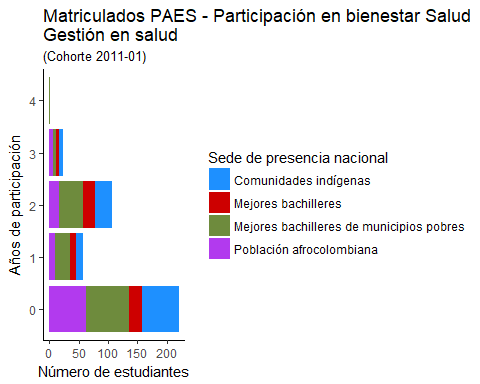 Matriculados PAES - Participación en bienestar Salud
Gestión en salud
(Cohorte 2011-01)
Años de participación
4
3
2
1
0
0 50 100 150 200
Número de estudiantes
Sede de presencia nacional
Comunidades indígenas
Mejores bachilleres
Mejores bachilleres de municipios pobres
Población afrocolombiana